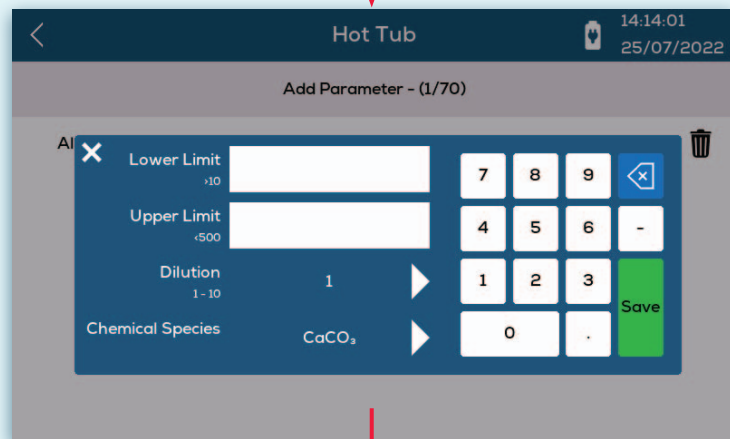 Hot Tub
14:14:01
25/07/2022
Add Parameter - (1/70)
Al
Lower Limit
>10
Upper Limit
<500
Dilution
1 - 10
1
Chemical Species
CaCO₃
7 8 9
4 5 6 -
1 2 3
Save
0 .